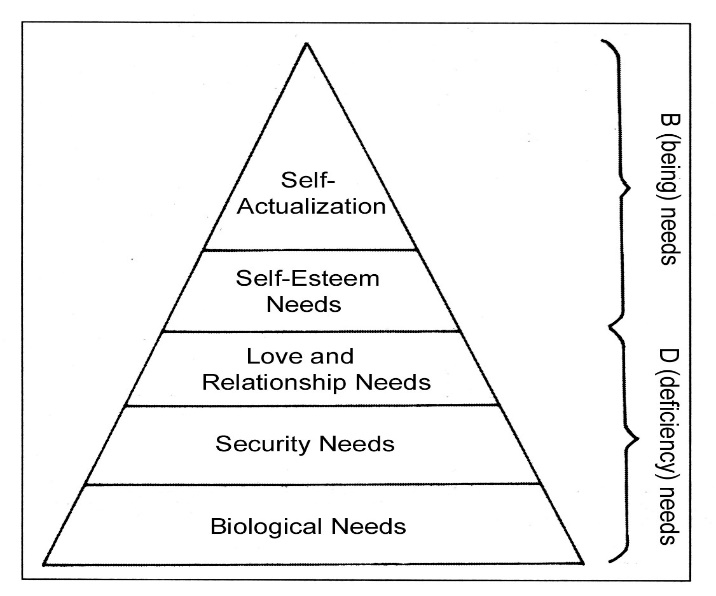 Self-
Actualization
Self-Esteem
Needs
Love and
Relationship Needs
Security Needs
Biological Needs
B (being) needs
D (deficiency) needs